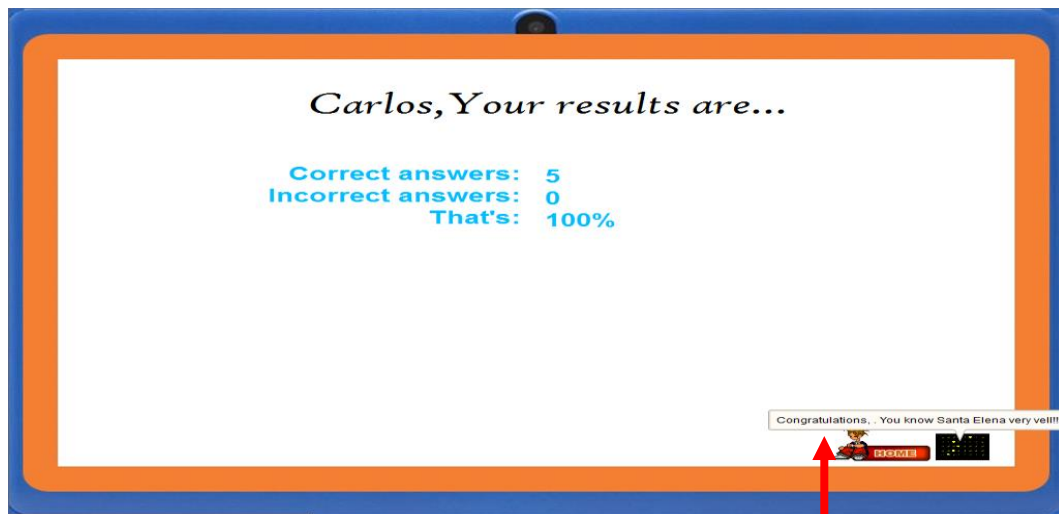 Carlos,Your results are...
Correct answers: 5
Incorrect answers: 0
That's: 100%
Congratulations, . You know Santa Elena very vell!!!
HOME